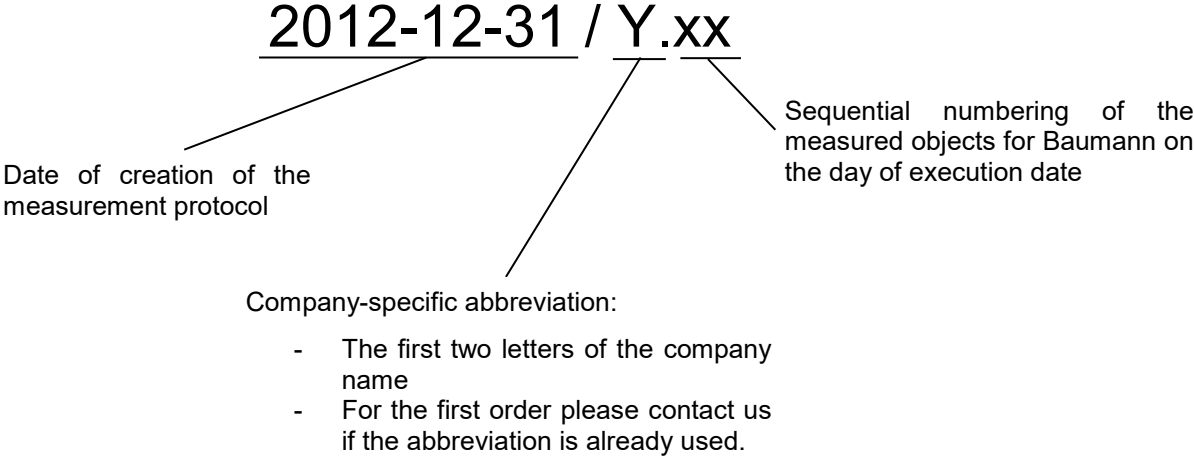 2012-12-31 / Y.xx
Sequential numbering of the
measured objects for Baumann on
the day of execution date
Date of creation of the
measurement protocol
Company-specific abbreviation:
- The first two letters of the company
name
- For the first order please contact us
if the abbreviation is already used.